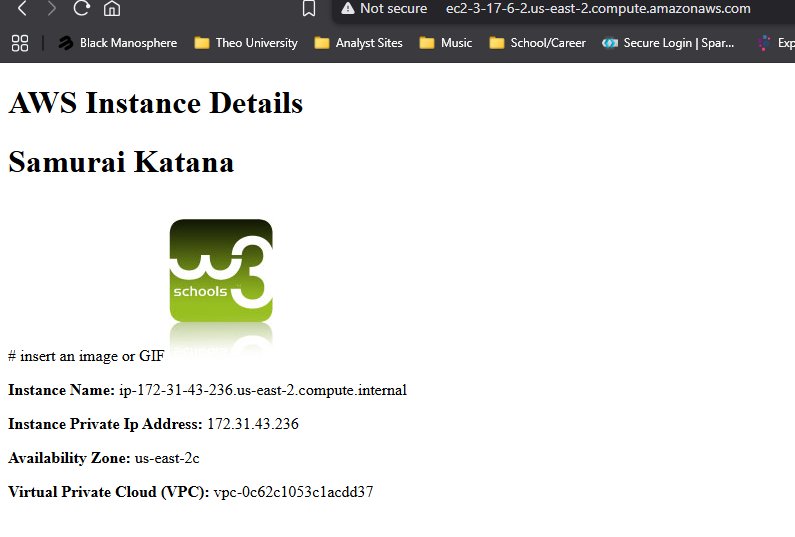 Not secure ec2-3-17-6-2.us-east-2.compute.amazonaws.com
Black Manosphere Theo University Analyst Sites Music School/Career Secure Login | Spar... Exp
AWS Instance Details
Samurai Katana
w3
schools
# insert an image or GIF
Instance Name: ip-172-31-43-236.us-east-2.compute.internal
Instance Private Ip Address: 172.31.43.236
Availability Zone: us-east-2c
Virtual Private Cloud (VPC): vpc-0c62c1053c1acdd37